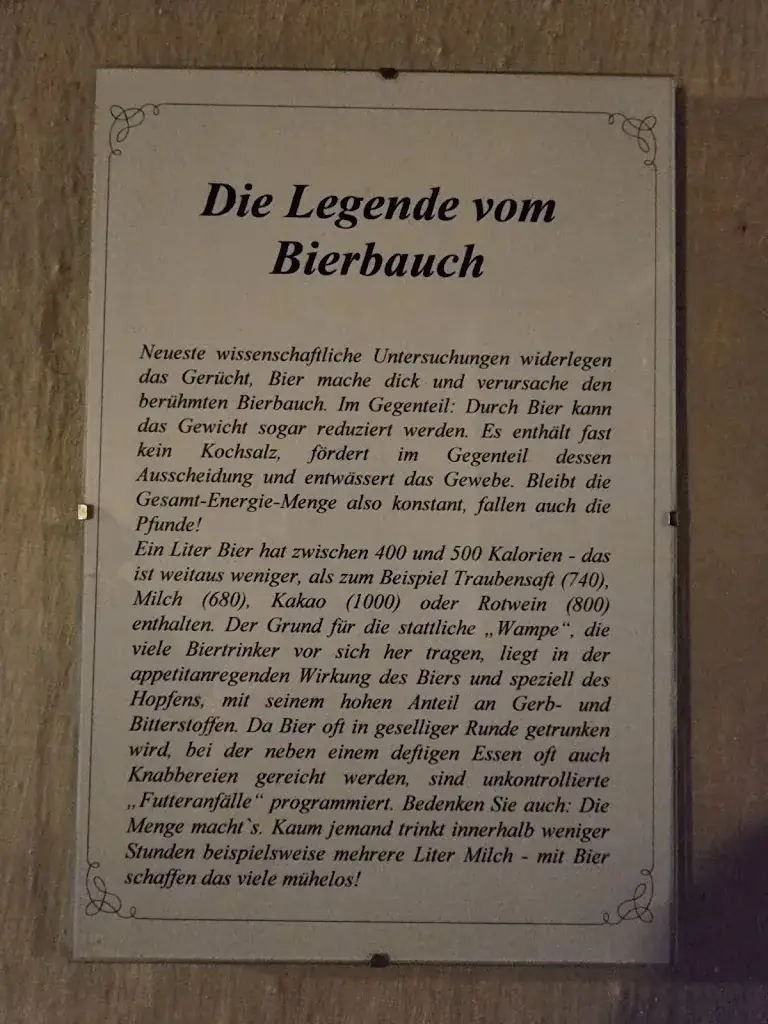 Die Legende vom
Bierbauch
Neueste wissenschaftliche Untersuchungen widerlegen
das Gerücht, Bier mache dick und verursache den
berühmten Bierbauch. Im Gegenteil: Durch Bier kann
das Gewicht sogar reduziert werden. Es enthält fast
kein Kochsalz, fördert im Gegenteil dessen
Ausscheidung und entwässert das Gewebe. Bleibt die
Gesamt-Energie-Menge also konstant, fallen auch die
Pfunde!
Ein Liter Bier hat zwischen 400 und 500 Kalorien - das
ist weitaus weniger, als zum Beispiel Traubensaft (740),
Milch (680), Kakao (1000) oder Rotwein (800)
enthalten. Der Grund für die stattliche „Wampe“, die
viele Biertrinker vor sich her tragen, liegt in der
appetitanregenden Wirkung des Biers und speziell des
Hopfens, mit seinem hohen Anteil an Gerb- und
Bitterstoffen. Da Bier oft in geselliger Runde getrunken
wird, bei der neben einem deftigen Essen oft auch
Knabbereien gereicht werden, sind unkontrollierte
„Futteranfälle“ programmiert. Bedenken Sie auch: Die
Menge macht`s. Kaum jemand trinkt innerhalb weniger
Stunden beispielsweise mehrere Liter Milch - mit Bier
schaffen das viele mühelos!